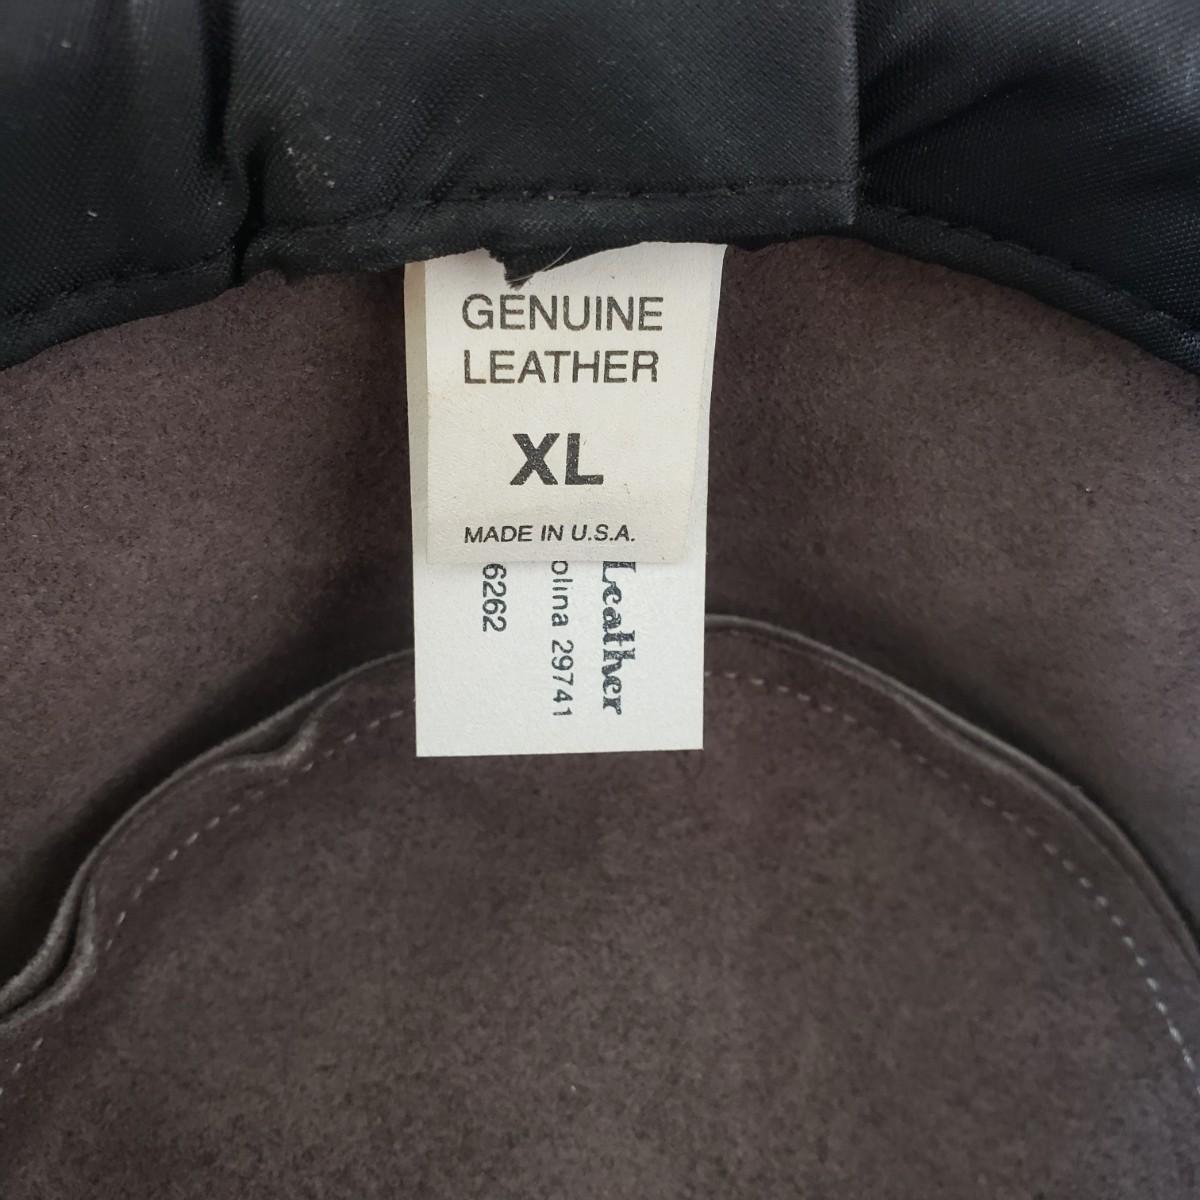 GENUINE
LEATHER
XL
MADE IN U.S.A.
Leather
olina 29741
6262